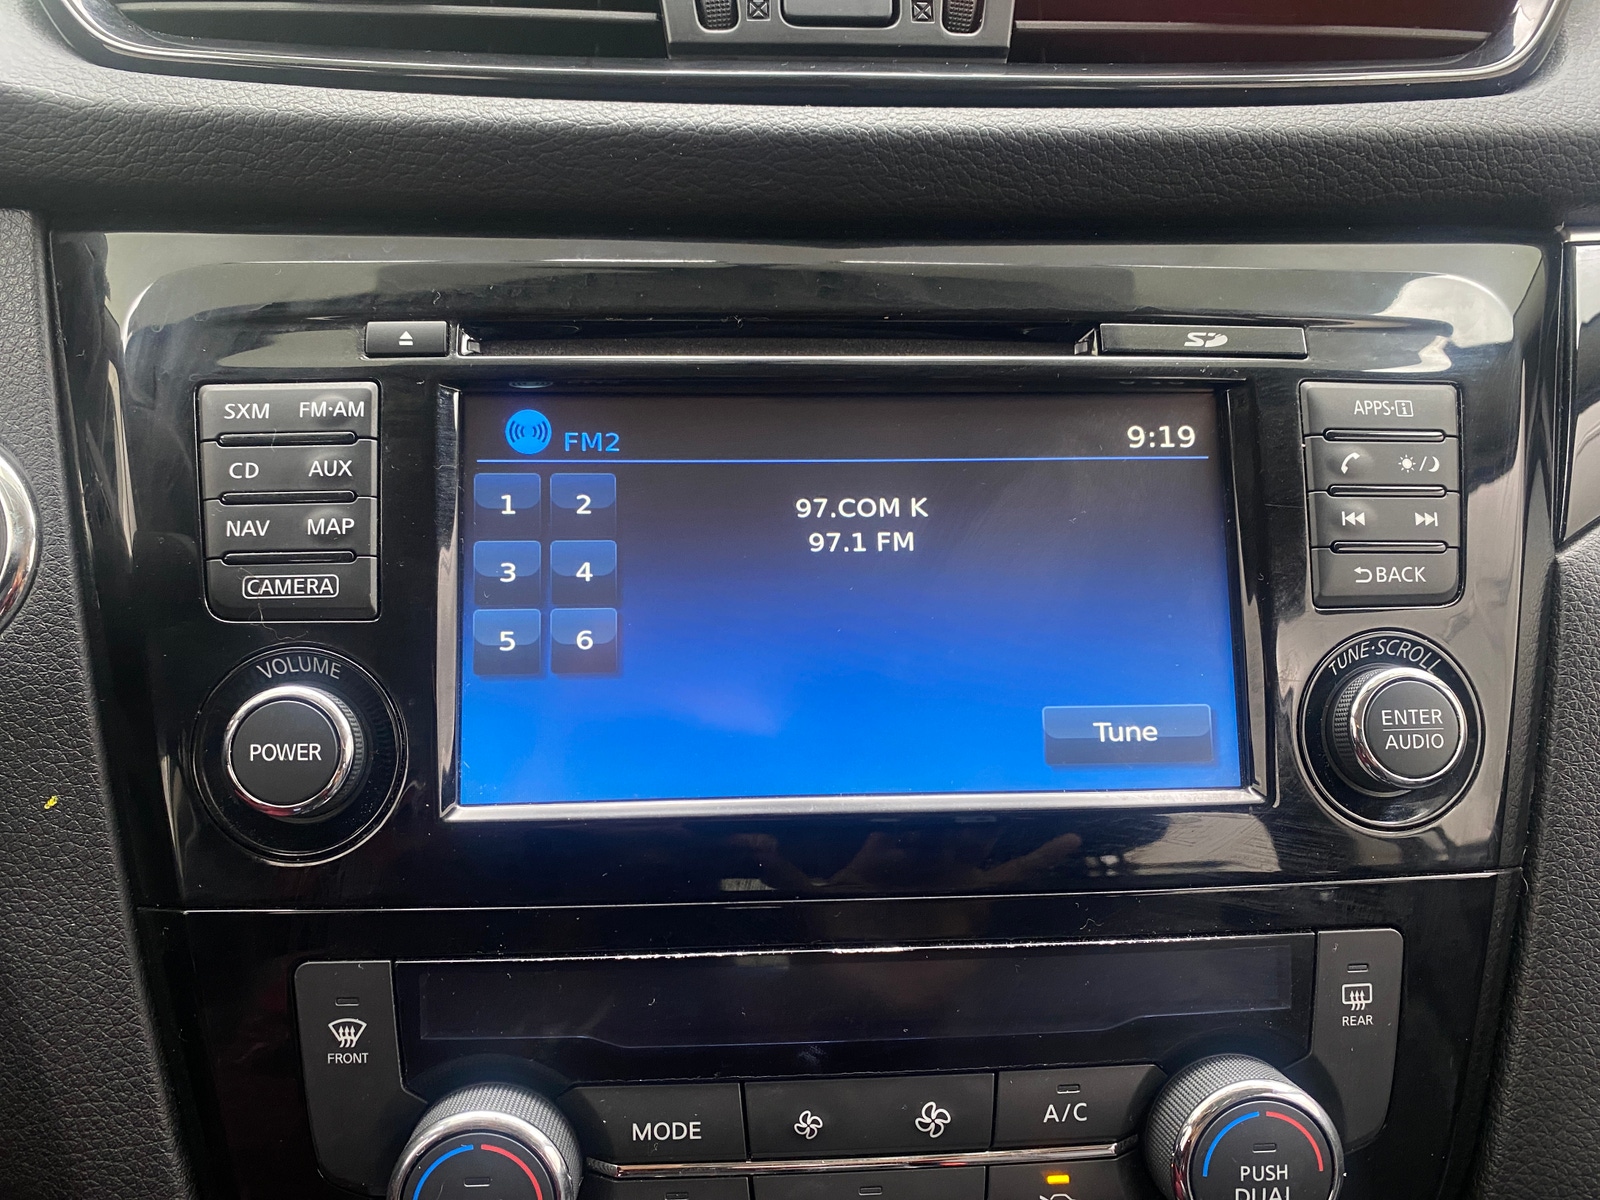 SD
SXM FM·AM
CD AUX
NAV MAP
CAMERA
VOLUME
POWER
FM2 9:19
1 2
3 4
5 6
97.COM K
97.1 FM
Tune
APPS·i
BACK
TUNE·SCROLL
ENTER
AUDIO
FRONT
REAR
MODE
A/C
PUSH
DUAL